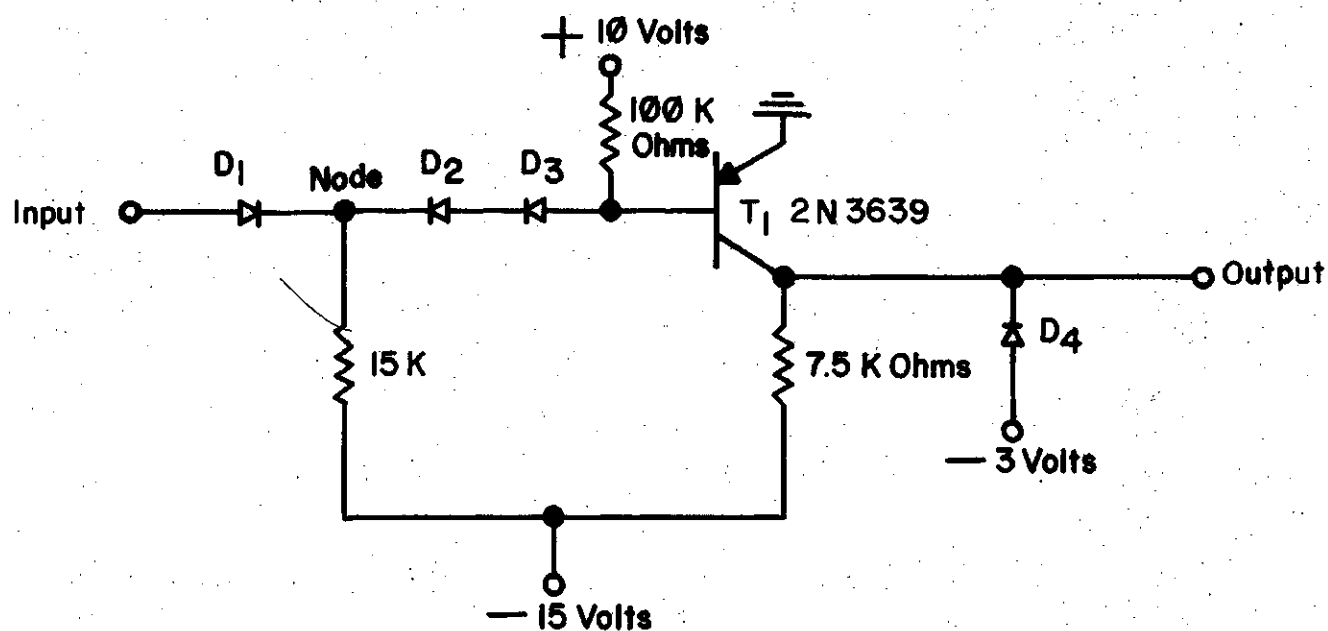 + 10 Volts
100 K
Ohms
D1
Node
D2
D3
Input
T1 2N3639
Output
15 K
7.5 K Ohms
D4
— 3 Volts
— 15 Volts